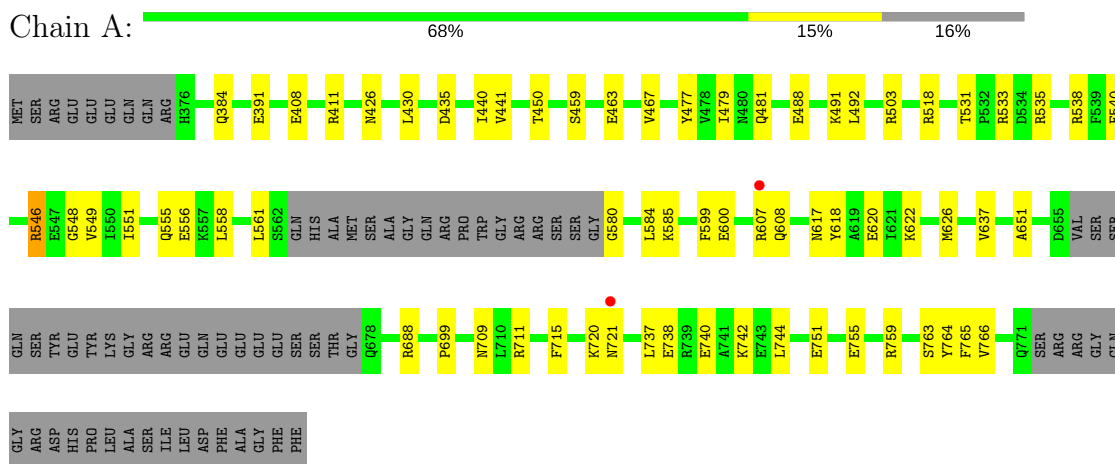 Chain A:
68% 15% 16%
MET SER ARG GLU GLU GLU GLN GLN ARG H376 Q384 E391 E408 R411 N426 L430 D435 I440 V441 T450 S459 E463 V467 Y477 V478 I479 N480 Q481 E488 K491 L492 R503 R518 T531 P532 R533 D534 R535 R538 F539
R546 E547 G548 V549 I550 I551 Q555 E556 K557 L558 L561 S562 GLN HIS ALA MET SER ALA GLY GLN ARG PRO TRP GLY ARG ARG SER SER GLY G580 L584 K585 F599 E600 R607 Q608 N617 Y618 A619 E620 I621 K622 M626 V637 A651 D655 VAL SER
GLN SER TYR GLU TYR LYS GLY ARG ARG GLU GLN GLU GLU GLU SER SER THR GLY Q678 R688 P699 N709 L710 R711 F715 K720 N721 L737 E738 R739 E740 A741 K742 E743 L744 E751 E755 R759 S763 Y764 F765 V766 Q771 SER ARG ARG GLY
GLY ARG ASP HIS PRO LEU ALA SER ILE LEU ASP PHE ALA GLY PHE PHE